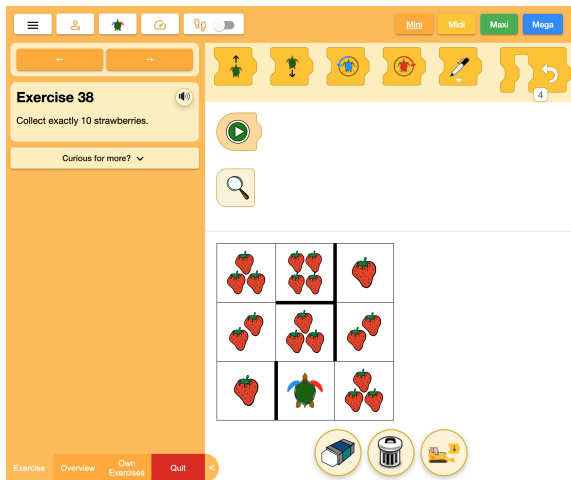 Mini
Midi
Maxi
Mega
←
→
4
Exercise 38
Collect exactly 10 strawberries.
Curious for more?
Exercise
Overview
Own
Exercises
Quit
<